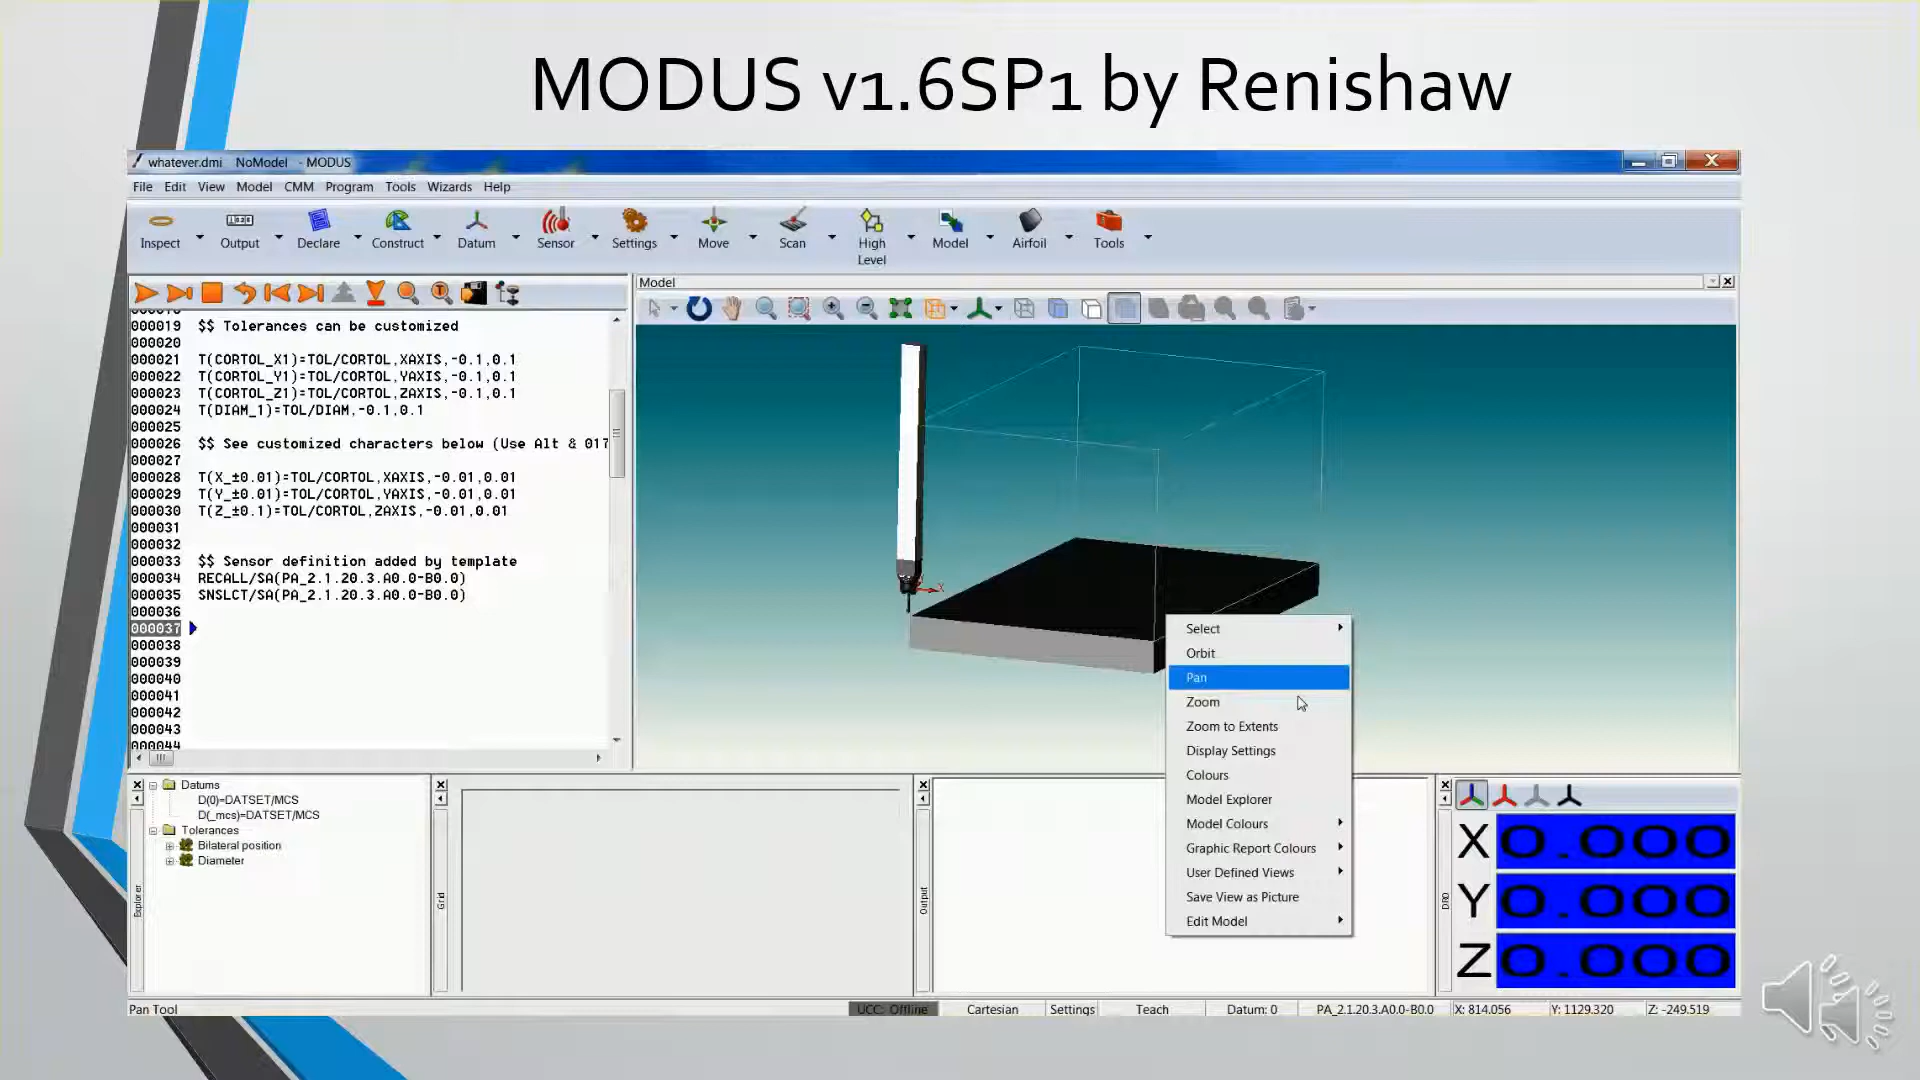 MODUS v1.6SP1 by Renishaw
whatever.dmi NoModel - MODUS
File Edit View Model CMM Program Tools Wizards Help
Inspect Output Declare Construct Datum Sensor Settings Move Scan High Level Model Airfoil Tools
Model
000019 $$ Tolerances can be customized
000020
000021 T(CORTOL_X1)=TOL/CORTOL,XAXIS,-0.1,0.1
000022 T(CORTOL_Y1)=TOL/CORTOL,YAXIS,-0.1,0.1
000023 T(CORTOL_Z1)=TOL/CORTOL,ZAXIS,-0.1,0.1
000024 T(DIAM_1)=TOL/DIAM,-0.1,0.1
000025
000026 $$ See customized characters below (Use Alt & 017
000027
000028 T(X_±0.01)=TOL/CORTOL,XAXIS,-0.01,0.01
000029 T(Y_±0.01)=TOL/CORTOL,YAXIS,-0.01,0.01
000030 T(Z_±0.1)=TOL/CORTOL,ZAXIS,-0.01,0.01
000031
000032
000033 $$ Sensor definition added by template
000034 RECALL/SA(PA_2.1.20.3.A0.0-B0.0)
000035 SNSLCT/SA(PA_2.1.20.3.A0.0-B0.0)
000036
000037
000038
000039
000040
000041
000042
000043
000044
X
Select
Orbit
Pan
Zoom
Zoom to Extents
Display Settings
Colours
Model Explorer
Model Colours
Graphic Report Colours
User Defined Views
Save View as Picture
Edit Model
Explorer
Datums
D(0)=DATSET/MCS
D(_mcs)=DATSET/MCS
Tolerances
Bilateral position
Diameter
Grid
Output
DRO
X 0.000
Y 0.000
Z 0.000
Pan Tool UCC: Offline Cartesian Settings Teach Datum: 0 PA_2.1.20.3.A0.0-B0.0 X: 814.056 Y: 1129.320 Z: -249.519